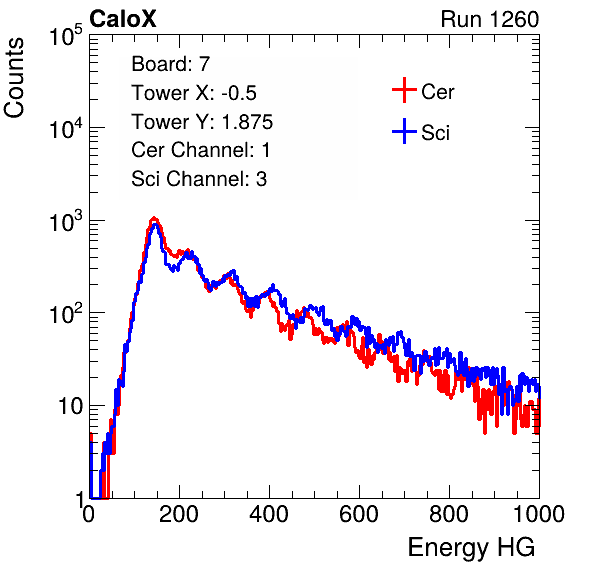 CaloX Run 1260
Counts
10^5
10^4
10^3
10^2
10
1
Board: 7
Tower X: -0.5
Tower Y: 1.875
Cer Channel: 1
Sci Channel: 3
Cer
Sci
0 200 400 600 800 1000
Energy HG